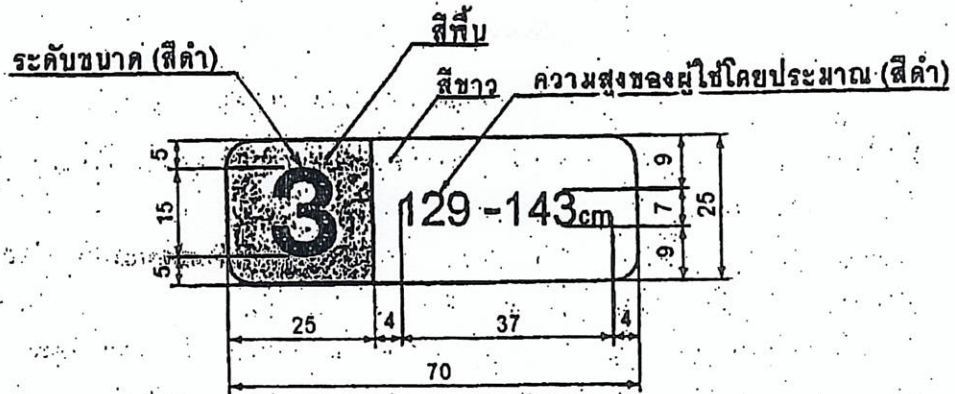 สีพื้น
ระดับขนาด (สีดำ)
สีขาว
ความสูงของผู้ใช้โดยประมาณ (สีดำ)
5
15
5
3
129 -143cm
9
7
9
25
25
4
37
4
70